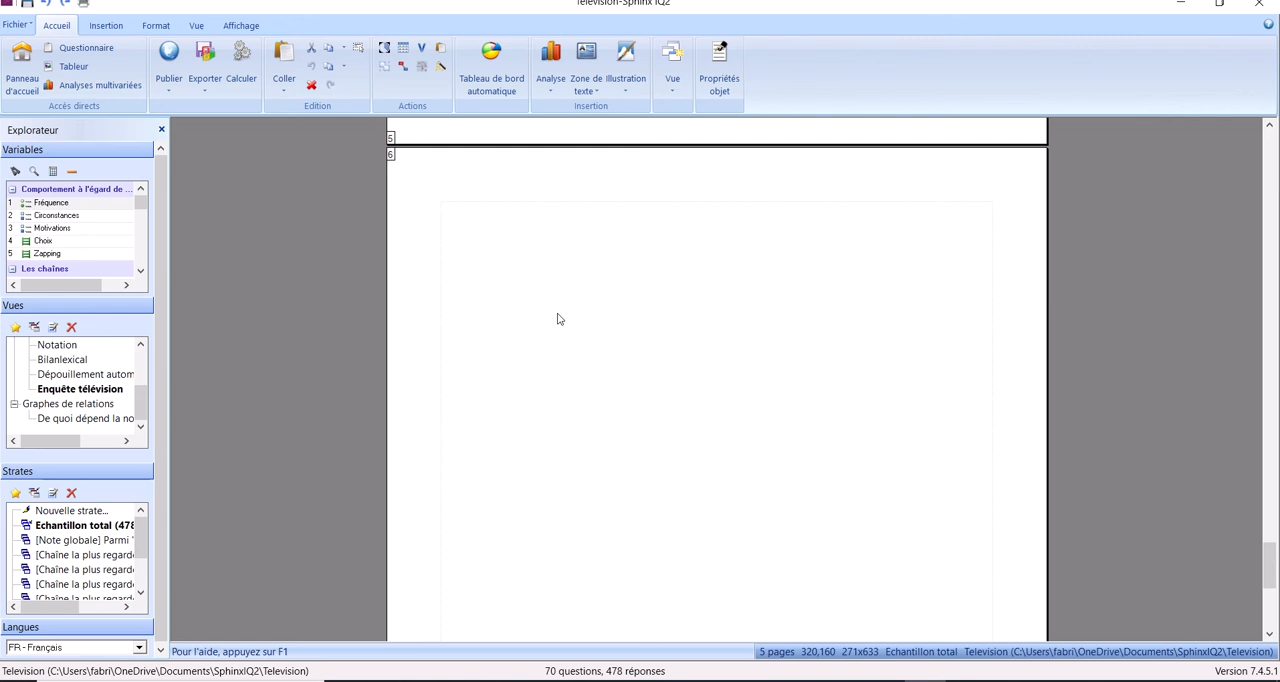 Télévision-Sphinx iQ2
Fichier
Accueil
Insertion
Format
Vue
Affichage
Panneau d'accueil
Questionnaire
Tableur
Analyses multivariées
Accès directs
Publier
Exporter
Calculer
Coller
Edition
Actions
Tableau de bord automatique
Analyse
Zone de texte
Illustration
Insertion
Vue
Propriétés objet
Explorateur
Variables
Comportement à l'égard de ...
1 Fréquence
2 Circonstances
3 Motivations
4 Choix
5 Zapping
Les chaînes
Vues
Notation
Bilanlexical
Dépouillement autom
Enquête télévision
Graphes de relations
De quoi dépend la no
Strates
Nouvelle strate...
Echantillon total (478
[Note globale] Parmi "
[Chaîne la plus regard
[Chaîne la plus regard
[Chaîne la plus regard
[Chaîne la plus regard
Langues
FR - Français
5
6
Pour l'aide, appuyez sur F1
5 pages 320,160 271x633 Echantillon total Television (C:\Users\fabri\OneDrive\Documents\SphinxIQ2\Television)
Television (C:\Users\fabri\OneDrive\Documents\SphinxIQ2\Television)
70 questions, 478 réponses
Version 7.4.5.1